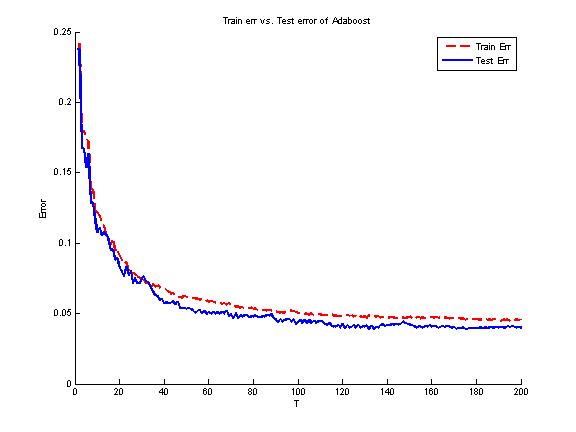 Train err vs. Test error of Adaboost
Train Err
Test Err
0.25
0.2
0.15
0.1
0.05
0
Error
0 20 40 60 80 100 120 140 160 180 200
T